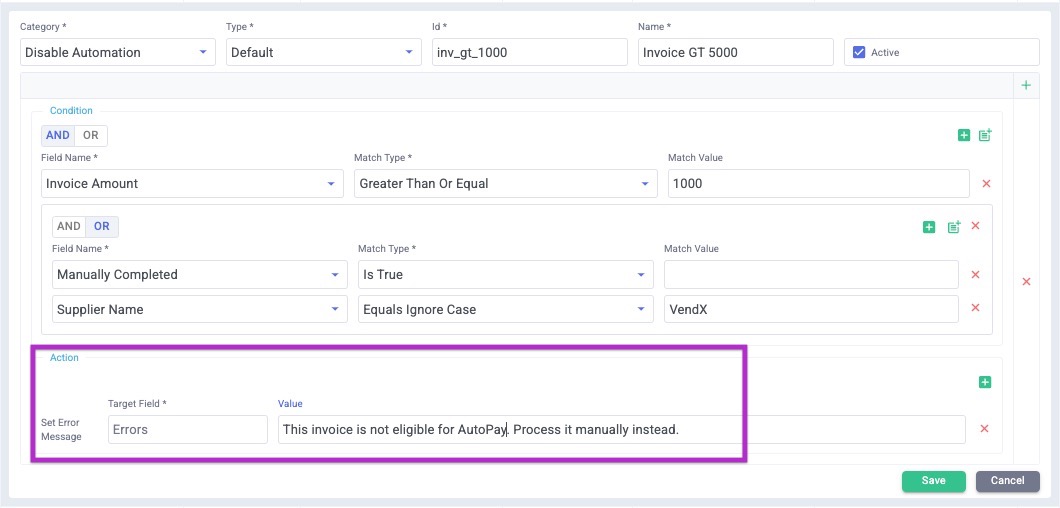 Category * Type * Id * Name *
Disable Automation Default inv_gt_1000 Invoice GT 5000 Active
Condition
AND OR
Field Name * Match Type * Match Value
Invoice Amount Greater Than Or Equal 1000
AND OR
Field Name * Match Type * Match Value
Manually Completed Is True
Supplier Name Equals Ignore Case VendX
Action
Target Field * Value
Set Error
Message
Errors This invoice is not eligible for AutoPay. Process it manually instead.
Save Cancel